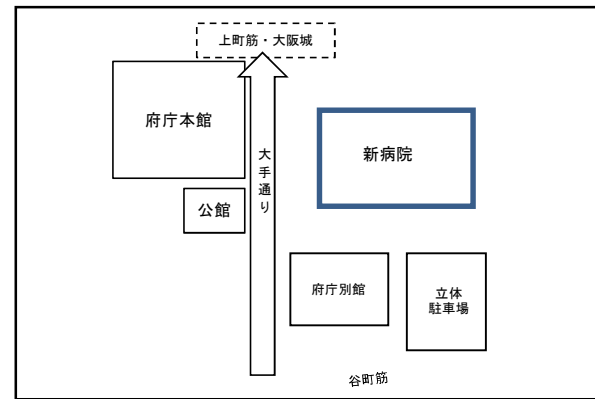 上町筋・大阪城
府庁本館
新病院
大手通り
公館
府庁別館
立体
駐車場
谷町筋